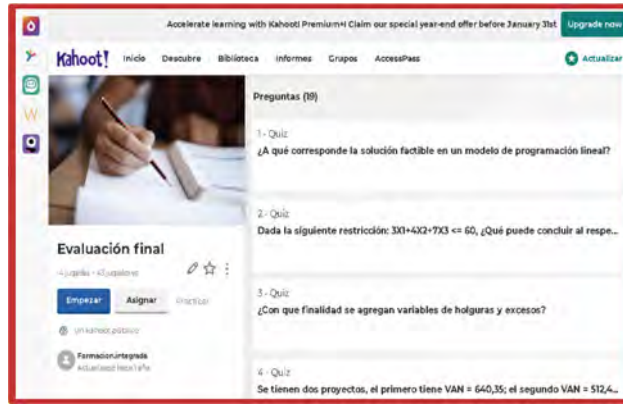 Accelerate learning with Kahoot! Premium+! Claim our special year-end offer before January 31st
Upgrade now
Kahoot!
Inicio
Descubre
Biblioteca
Informes
Grupos
AccessPass
Actualizar
Preguntas (19)
1 - Quiz
¿A qué corresponde la solución factible en un modelo de programación lineal?
2 - Quiz
Dada la siguiente restricción: 3X1+4X2+7X3 <= 60, ¿Qué puede concluir al respe...
3 - Quiz
¿Con que finalidad se agregan variables de holguras y excesos?
4 - Quiz
Se tienen dos proyectos, el primero tiene VAN = 640,35; el segundo VAN = 512,4...
Evaluación final
Empezar
Asignar
Practicar
Un kahoot público
Formacion.integrada